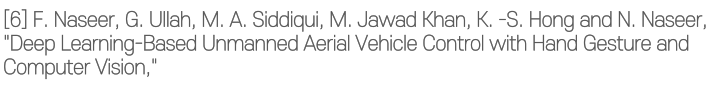 [6] F. Naseer, G. Ullah, M. A. Siddiqui, M. Jawad Khan, K. -S. Hong and N. Naseer,
"Deep Learning-Based Unmanned Aerial Vehicle Control with Hand Gesture and
Computer Vision,"